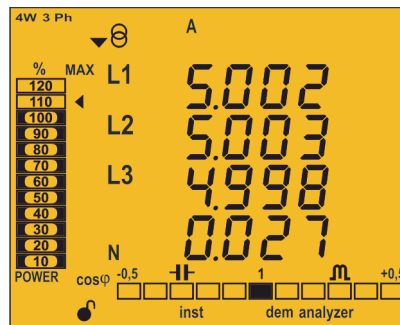 4W 3 Ph
A
% MAX L1 5.002
120
110
100
90
L2 5.003
80
70
60
L3 4.998
50
40
30
20
10
N 0.027
POWER cosφ -0,5 1 +0,5
inst dem analyzer